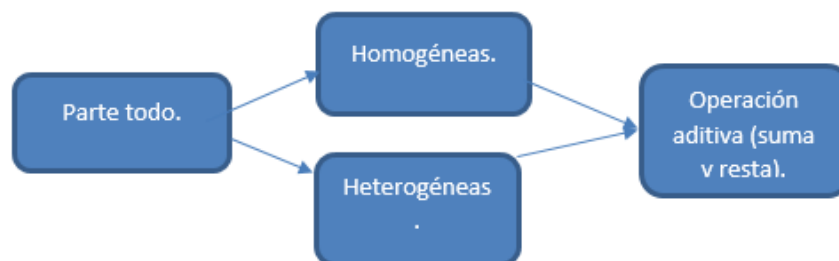 Parte todo.
Homogéneas.
Heterogéneas
.
Operación
aditiva (suma
y resta).